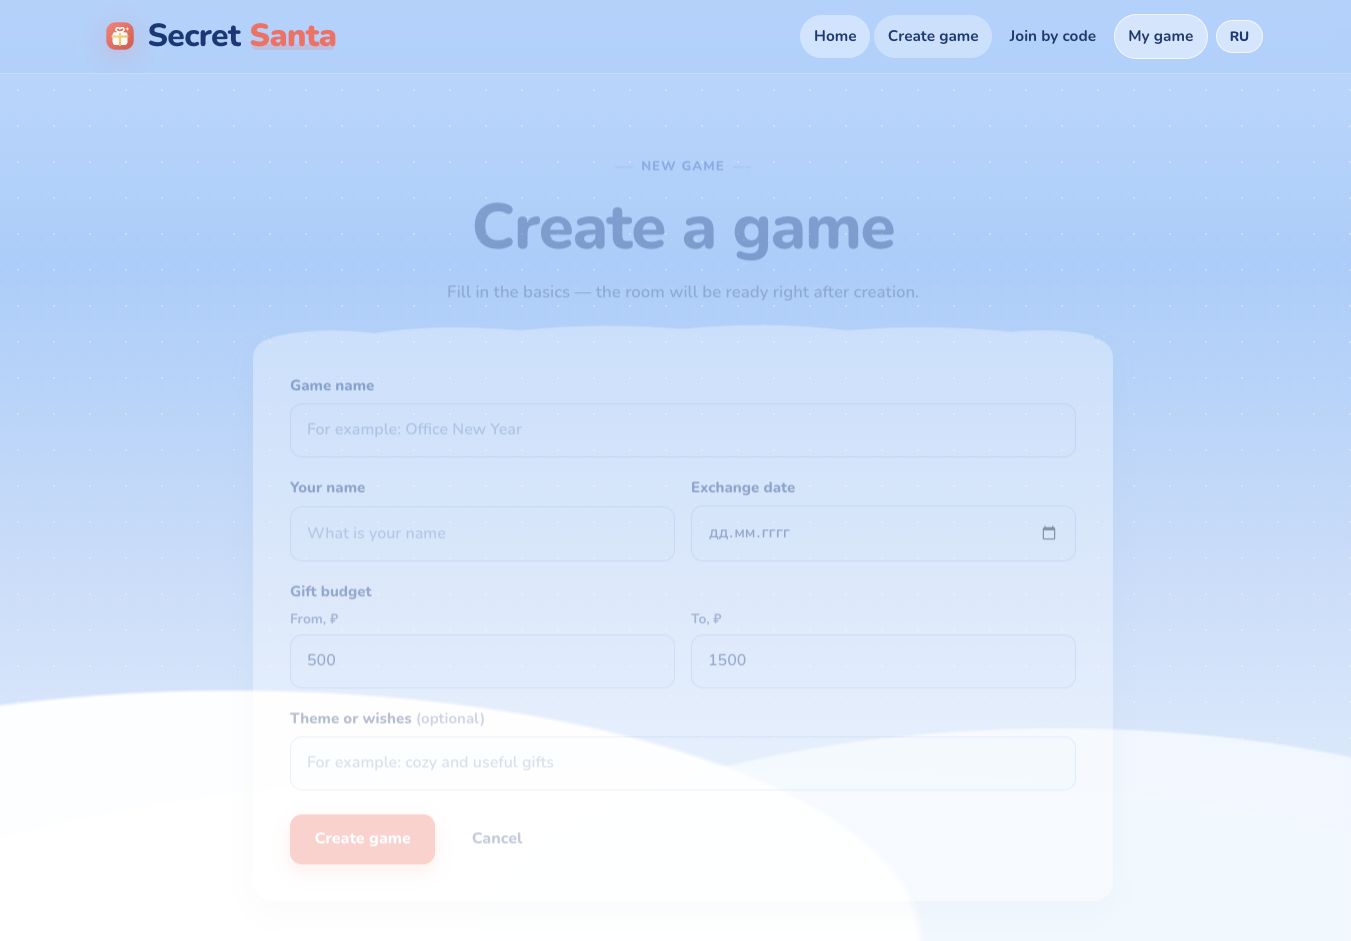 Secret Santa
Home
Create game
Join by code
My game
RU
NEW GAME
Create a game
Fill in the basics — the room will be ready right after creation.
Game name
For example: Office New Year
Your name
Exchange date
What is your name
дд.мм.гггг
Gift budget
From, ₽
To, ₽
500
1500
Theme or wishes (optional)
For example: cozy and useful gifts
Create game
Cancel